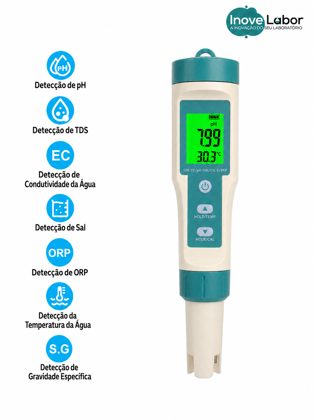 Inove Labor
A INOVAÇÃO DO SEU LABORATÓRIO
PH
Detecção de pH
Detecção de TDS
EC
Detecção de
Condutividade da Água
Detecção de Sal
ORP
Detecção de ORP
Detecção da
Temperatura da Água
S.G
Detecção de
Gravidade Específica
pH
7.99
30.3°C
HOLD/TEMP.